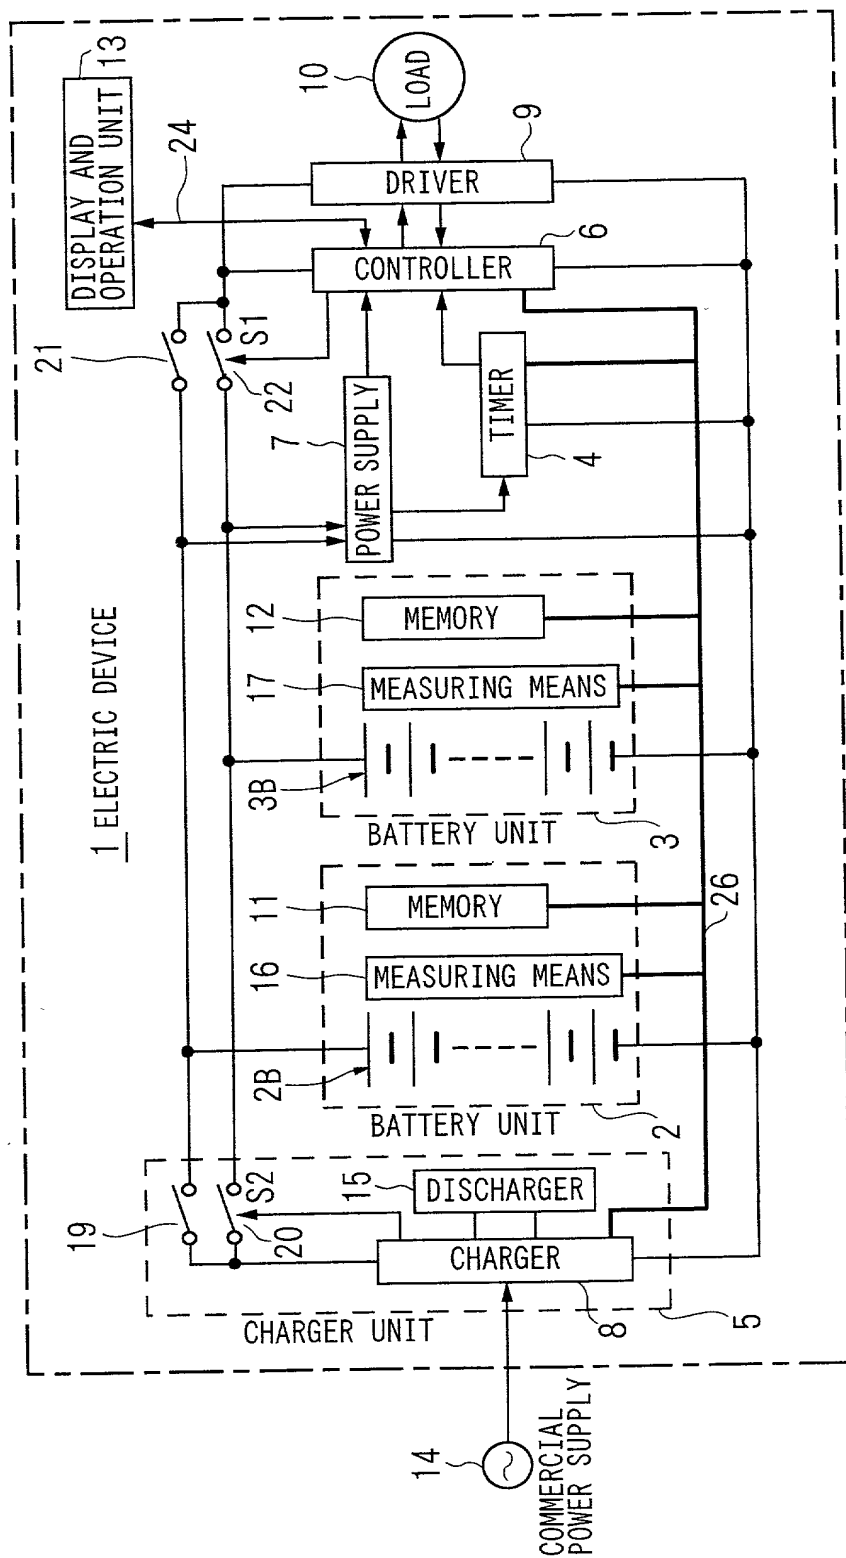 1 ELECTRIC DEVICE
14
COMMERCIAL
POWER SUPPLY
CHARGER UNIT
5
19
20
S2
15
DISCHARGER
CHARGER
8
2B
16
MEASURING MEANS
11
MEMORY
BATTERY UNIT
2
26
3B
17
MEASURING MEANS
12
MEMORY
BATTERY UNIT
3
21
22
S1
7
POWER SUPPLY
TIMER
4
CONTROLLER
6
24
DISPLAY AND
OPERATION UNIT
13
DRIVER
9
10
LOAD